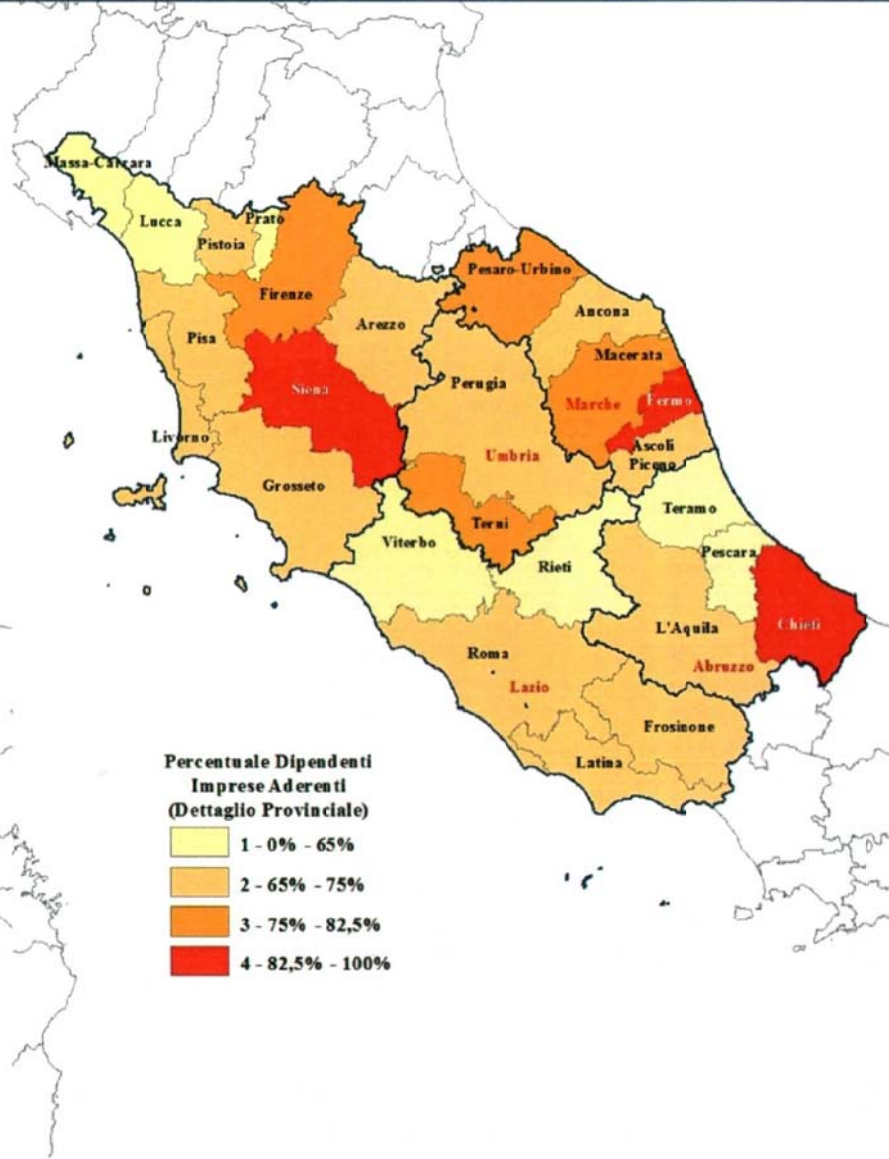 Massa-Carrara
Lucca
Prato
Pistoia
Firenze
Pesaro-Urbino
Ancona
Arezzo
Pisa
Macerata
Perugia
Siena
Marche
Fermo
Livorno
Umbria
Ascoli
Piceno
Grosseto
Teramo
Terni
Viterbo
Pescara
Rieti
L'Aquila
Chieti
Roma
Abruzzo
Lazio
Frosinone
Latina
Percentuale Dipendenti
Imprese Aderenti
(Dettaglio Provinciale)
1 - 0% - 65%
2 - 65% - 75%
3 - 75% - 82,5%
4 - 82,5% - 100%